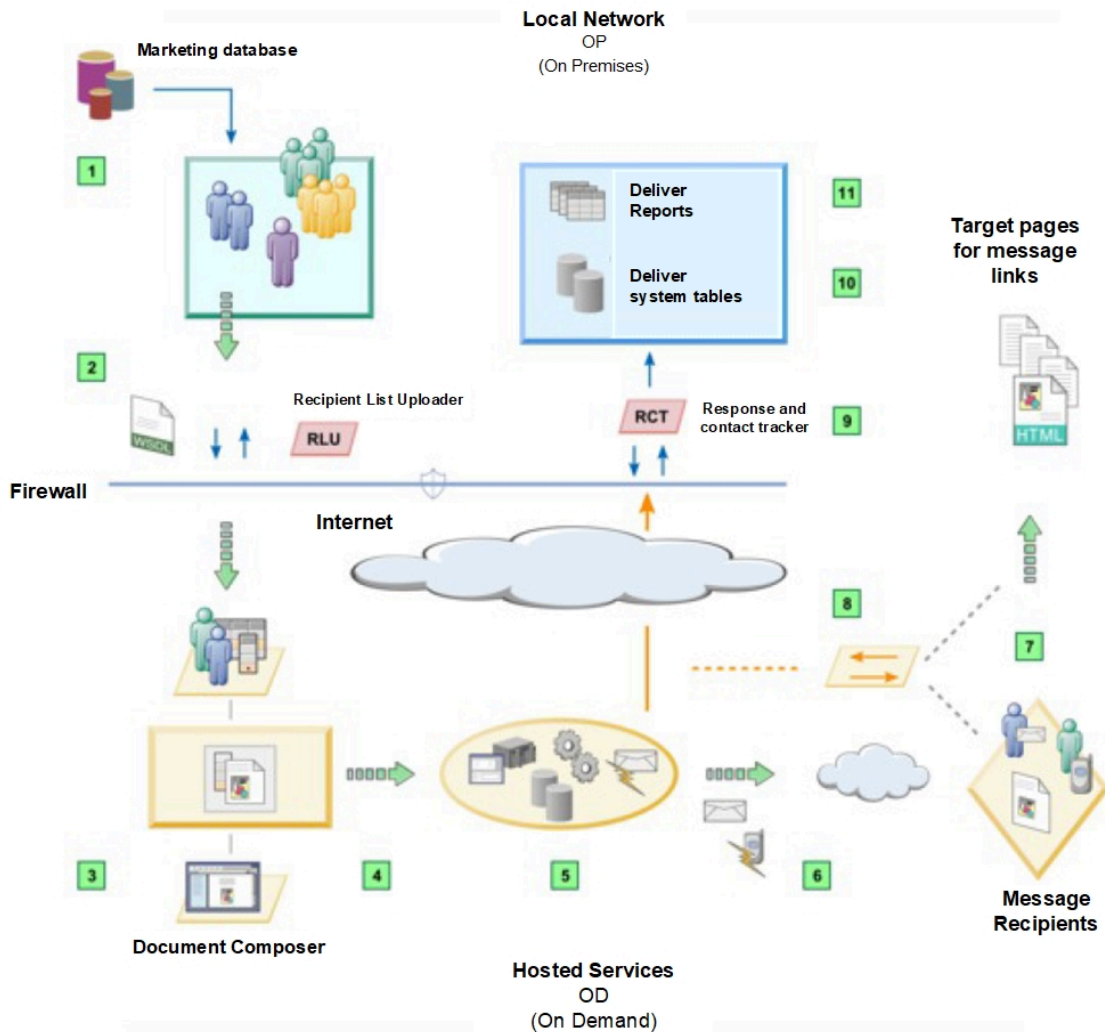 Local Network
OP
(On Premises)
Marketing database
1
Deliver
Reports
11
Deliver
system tables
10
Target pages
for message
links
2
WSDL
Recipient List Uploader
RLU
RCT
Response and
contact tracker
9
HTML
Firewall
Internet
8
7
3
4
5
6
Document Composer
Message
Recipients
Hosted Services
OD
(On Demand)